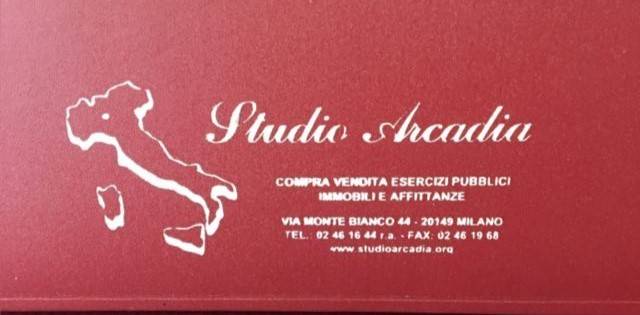 Studio Arcadia
COMPRA VENDITA ESERCIZI PUBBLICI
IMMOBILI E AFFITTANZE
VIA MONTE BIANCO 44 - 20149 MILANO
TEL.: 02 46 16 44 r.a. - FAX: 02 46 19 68
www.studioarcadia.org